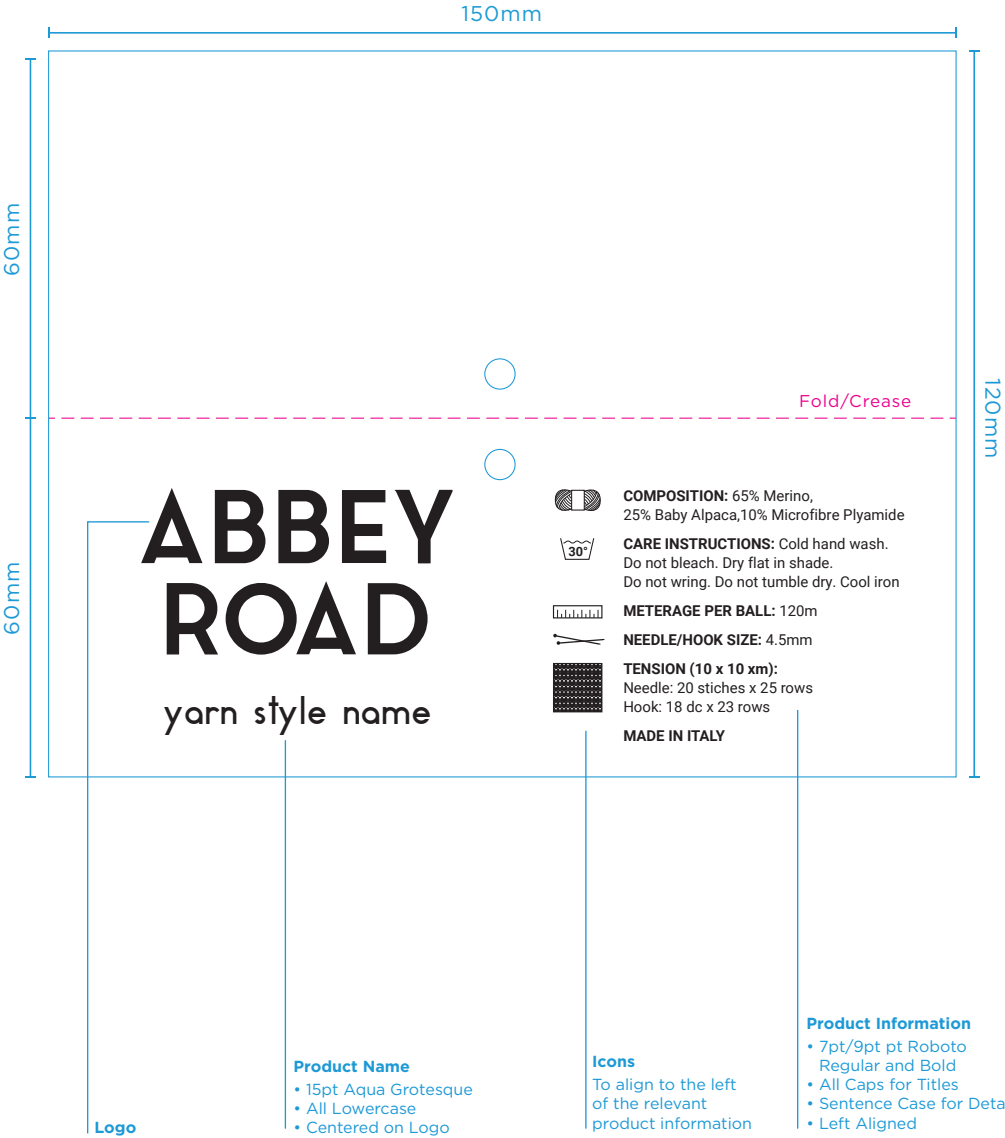 150mm
60mm
Fold/Crease
120mm
60mm
ABBEY
ROAD
yarn style name
COMPOSITION: 65% Merino,
25% Baby Alpaca,10% Microfibre Plyamide
30°
CARE INSTRUCTIONS: Cold hand wash.
Do not bleach. Dry flat in shade.
Do not wring. Do not tumble dry. Cool iron
METERAGE PER BALL: 120m
NEEDLE/HOOK SIZE: 4.5mm
TENSION (10 x 10 xm):
Needle: 20 stiches x 25 rows
Hook: 18 dc x 23 rows
MADE IN ITALY
Logo
Product Name
• 15pt Aqua Grotesque
• All Lowercase
• Centered on Logo
Icons
To align to the left
of the relevant
product information
Product Information
• 7pt/9pt pt Roboto
Regular and Bold
• All Caps for Titles
• Sentence Case for Deta
• Left Aligned